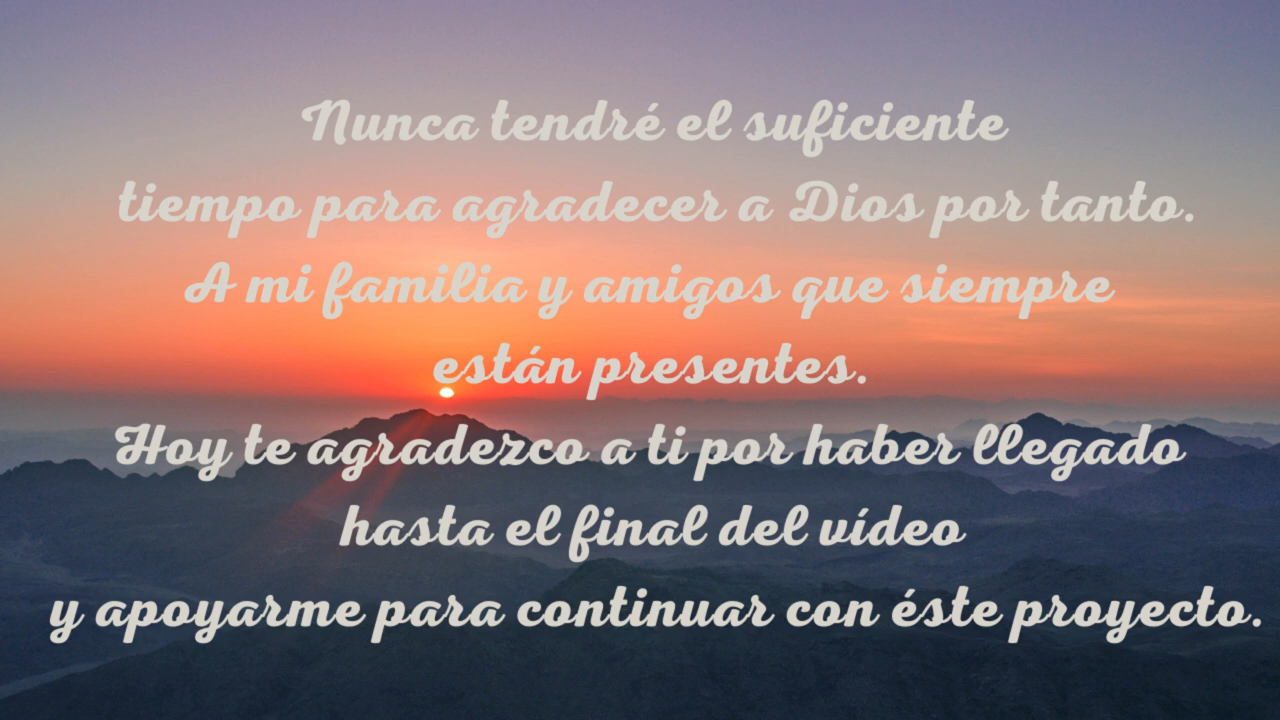 Nunca tendré el suficiente
tiempo para agradecer a Dios por tanto.
A mi familia y amigos que siempre
están presentes.
Hoy te agradezco a ti por haber llegado
hasta el final del vídeo
y apoyarme para continuar con éste proyecto.